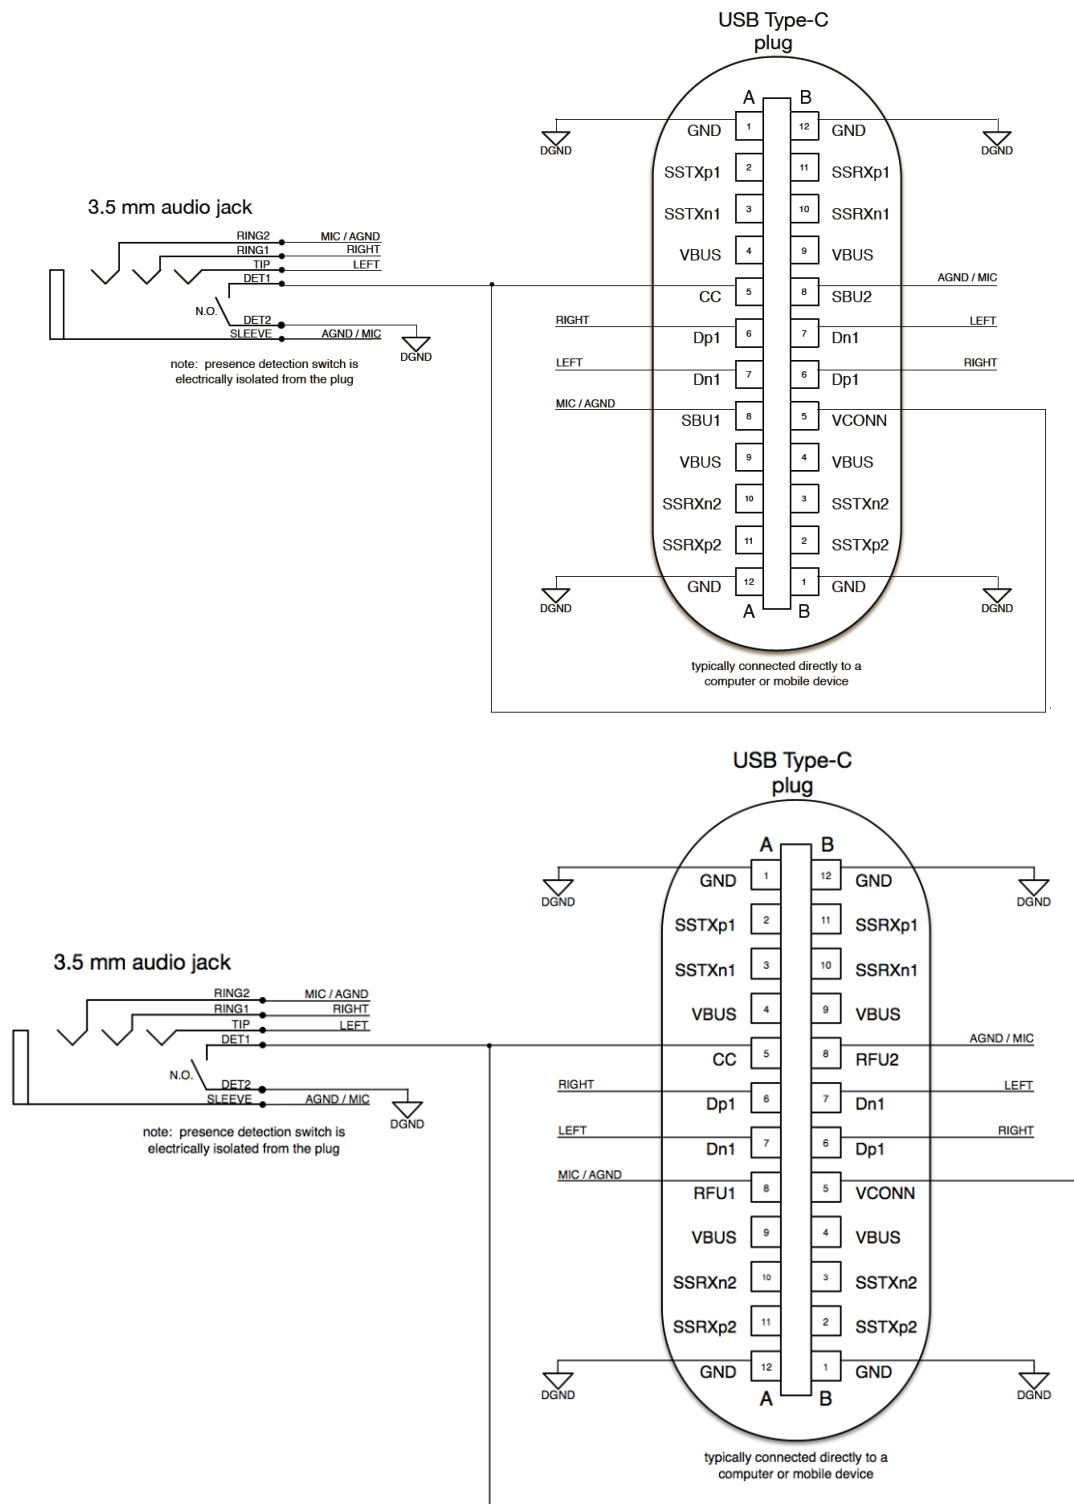 USB Type-C
plug
A B
GND 1 12 GND
DGND DGND
SSTXp1 2 11 SSRXp1
3.5 mm audio jack
SSTXn1 3 10 SSRXn1
RING2 MIC / AGND
RING1 RIGHT
TIP LEFT
VBUS 4 9 VBUS
DET1
AGND / MIC
CC 5 8 SBU2
N.O.
DET2
RIGHT LEFT
SLEEVE AGND / MIC
Dp1 6 7 Dn1
DGND
note: presence detection switch is
electrically isolated from the plug
LEFT RIGHT
Dn1 7 6 Dp1
MIC / AGND
SBU1 8 5 VCONN
VBUS 9 4 VBUS
SSRXn2 10 3 SSTXn2
SSRXp2 11 2 SSTXp2
GND 12 1 GND
DGND DGND
A B
typically connected directly to a
computer or mobile device
USB Type-C
plug
A B
GND 1 12 GND
DGND DGND
SSTXp1 2 11 SSRXp1
3.5 mm audio jack
SSTXn1 3 10 SSRXn1
RING2 MIC / AGND
RING1 RIGHT
TIP LEFT
VBUS 4 9 VBUS
DET1
AGND / MIC
CC 5 8 RFU2
N.O.
DET2
RIGHT LEFT
SLEEVE AGND / MIC
Dp1 6 7 Dn1
DGND
note: presence detection switch is
electrically isolated from the plug
LEFT RIGHT
Dn1 7 6 Dp1
MIC / AGND
RFU1 8 5 VCONN
VBUS 9 4 VBUS
SSRXn2 10 3 SSTXn2
SSRXp2 11 2 SSTXp2
GND 12 1 GND
DGND DGND
A B
typically connected directly to a
computer or mobile device